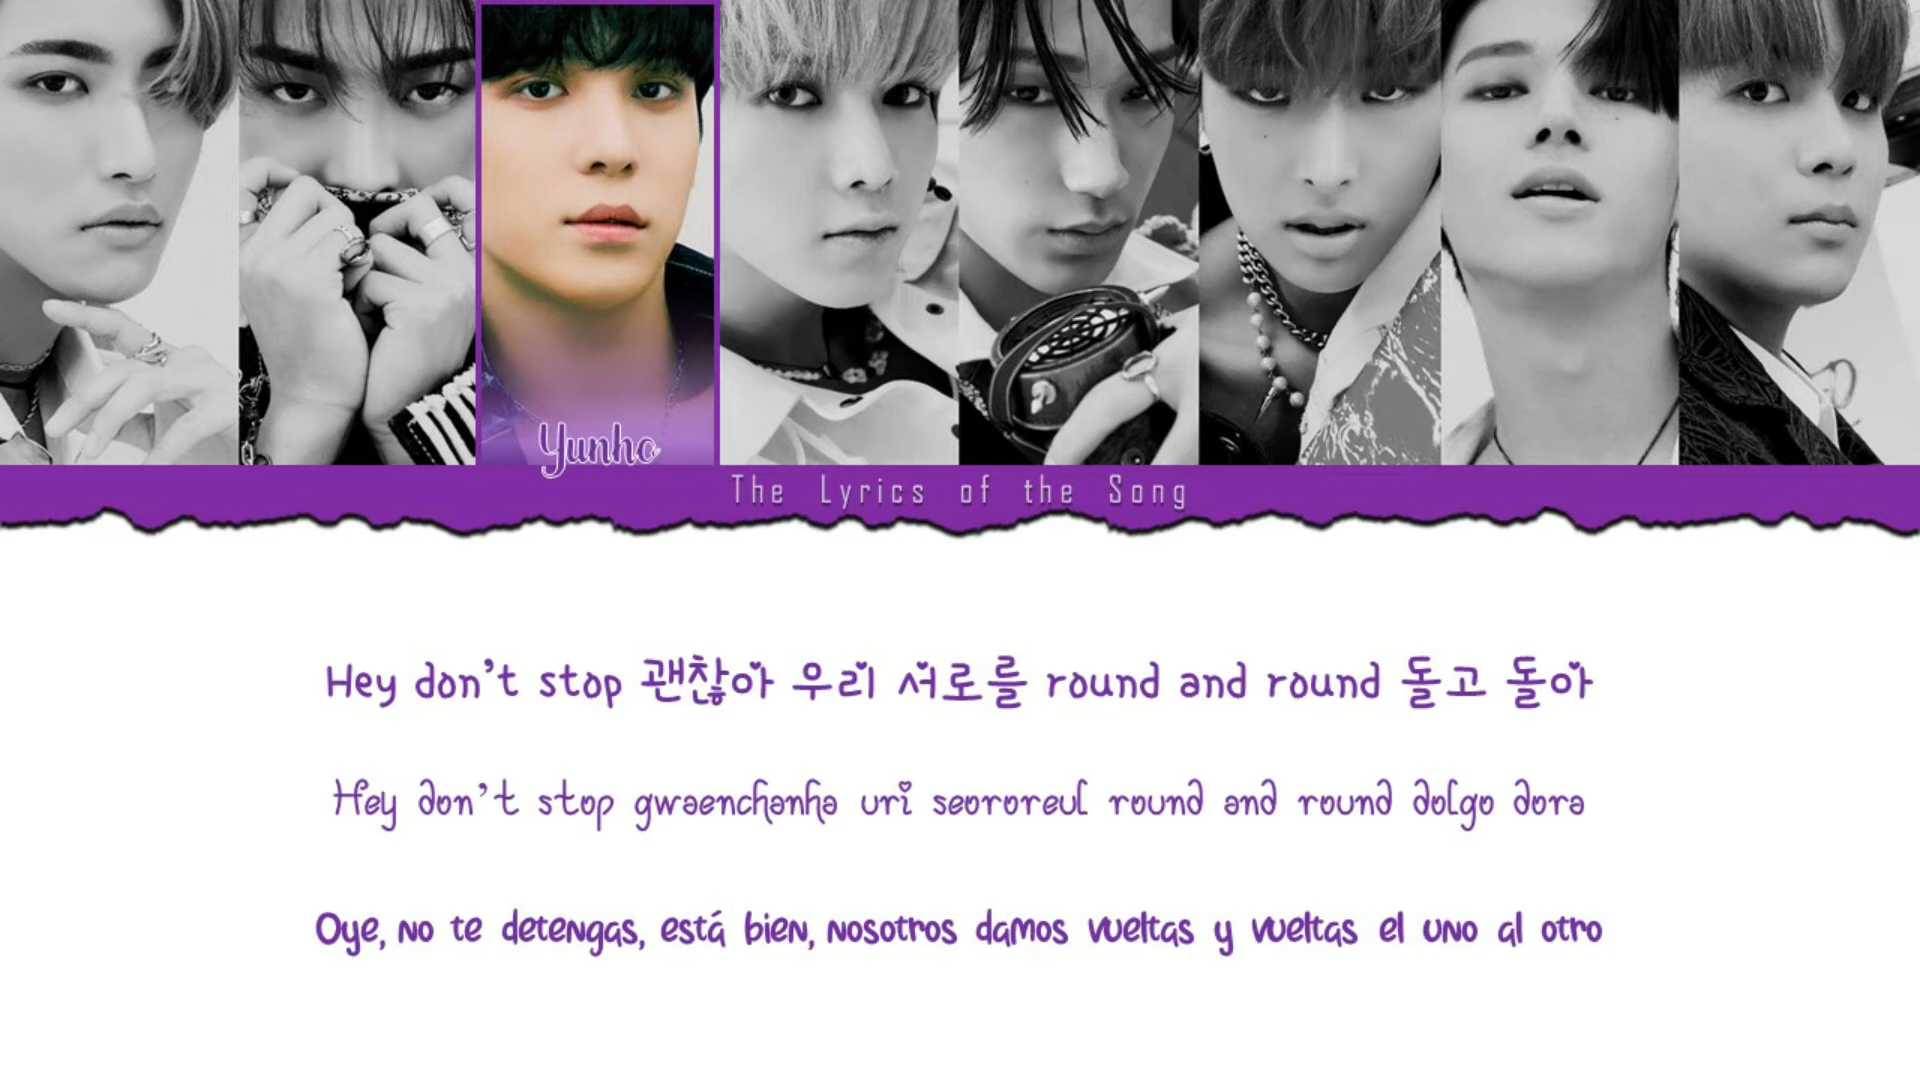 Yunho
The Lyrics of the Song
Hey don't stop 괜찮아 우리 서로를 round and round 돌고 돌아
Hey don't stop gwaenchanha uri seororeul round and round dolgo dora
Oye, no te detengas, está bien, nosotros damos vueltas y vueltas el uno al otro